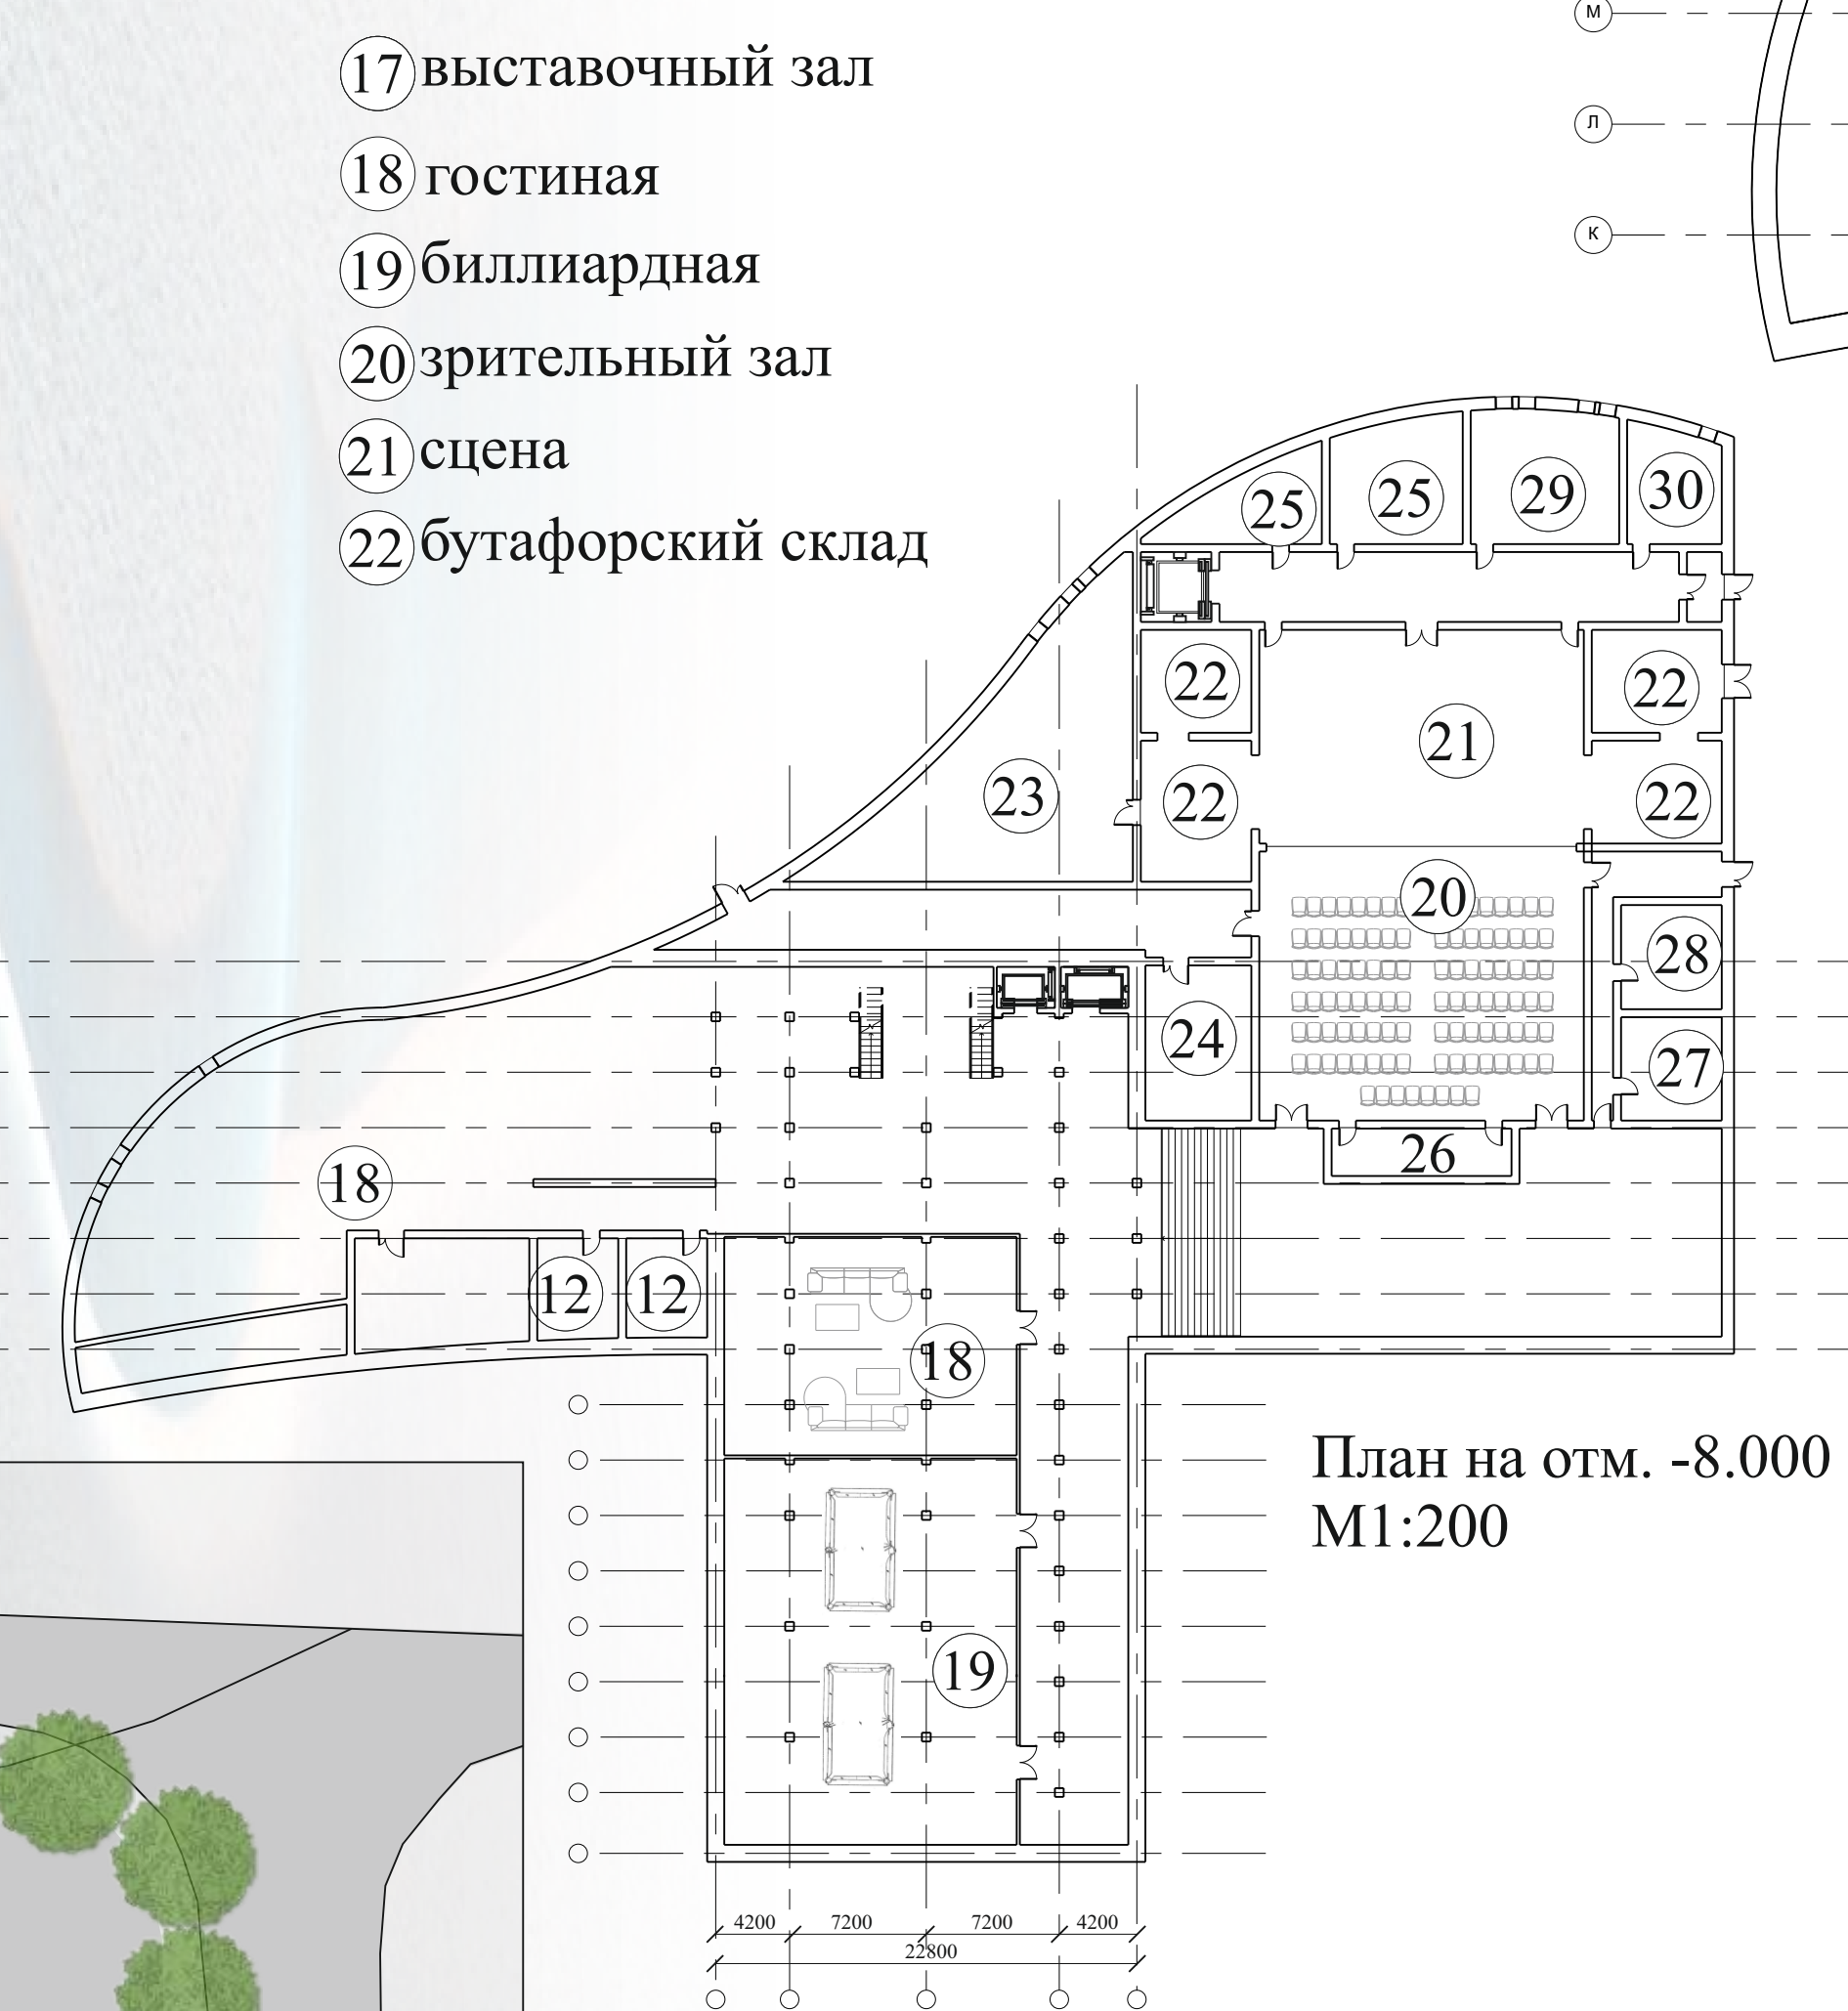 М
17 выставочный зал
Л
18 гостиная
К
19 биллиардная
20 зрительный зал
21 сцена
22 бутафорский склад
25 25 29 30
22 22
21
23 22 22
20
28
24 27
26
18
12 12
18
План на отм. -8.000
М1:200
19
4200 7200 7200 4200
22800